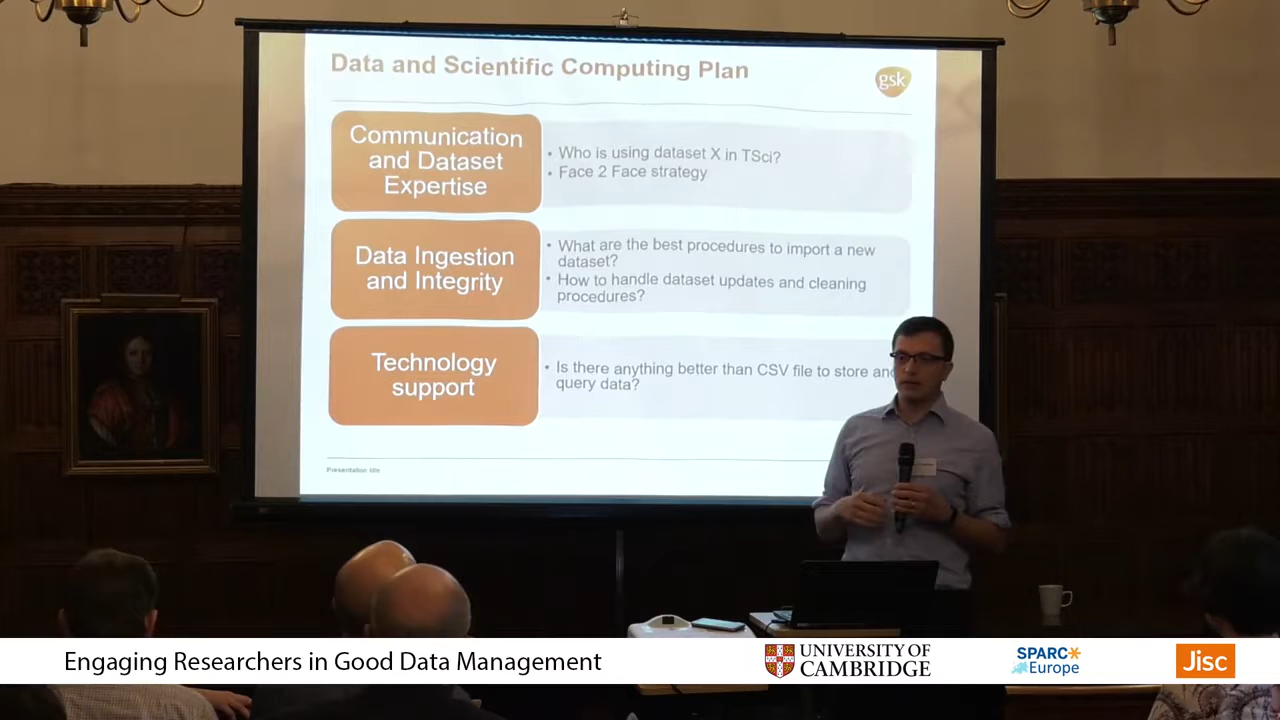 Data and Scientific Computing Plan
gsk
Communication
and Dataset
Expertise
• Who is using dataset X in TSci?
• Face 2 Face strategy
Data Ingestion
and Integrity
• What are the best procedures to import a new
dataset?
• How to handle dataset updates and cleaning
procedures?
Technology
support
• Is there anything better than CSV file to store and
query data?
Presentation title
Engaging Researchers in Good Data Management
UNIVERSITY OF
CAMBRIDGE
SPARC
Europe
Jisc